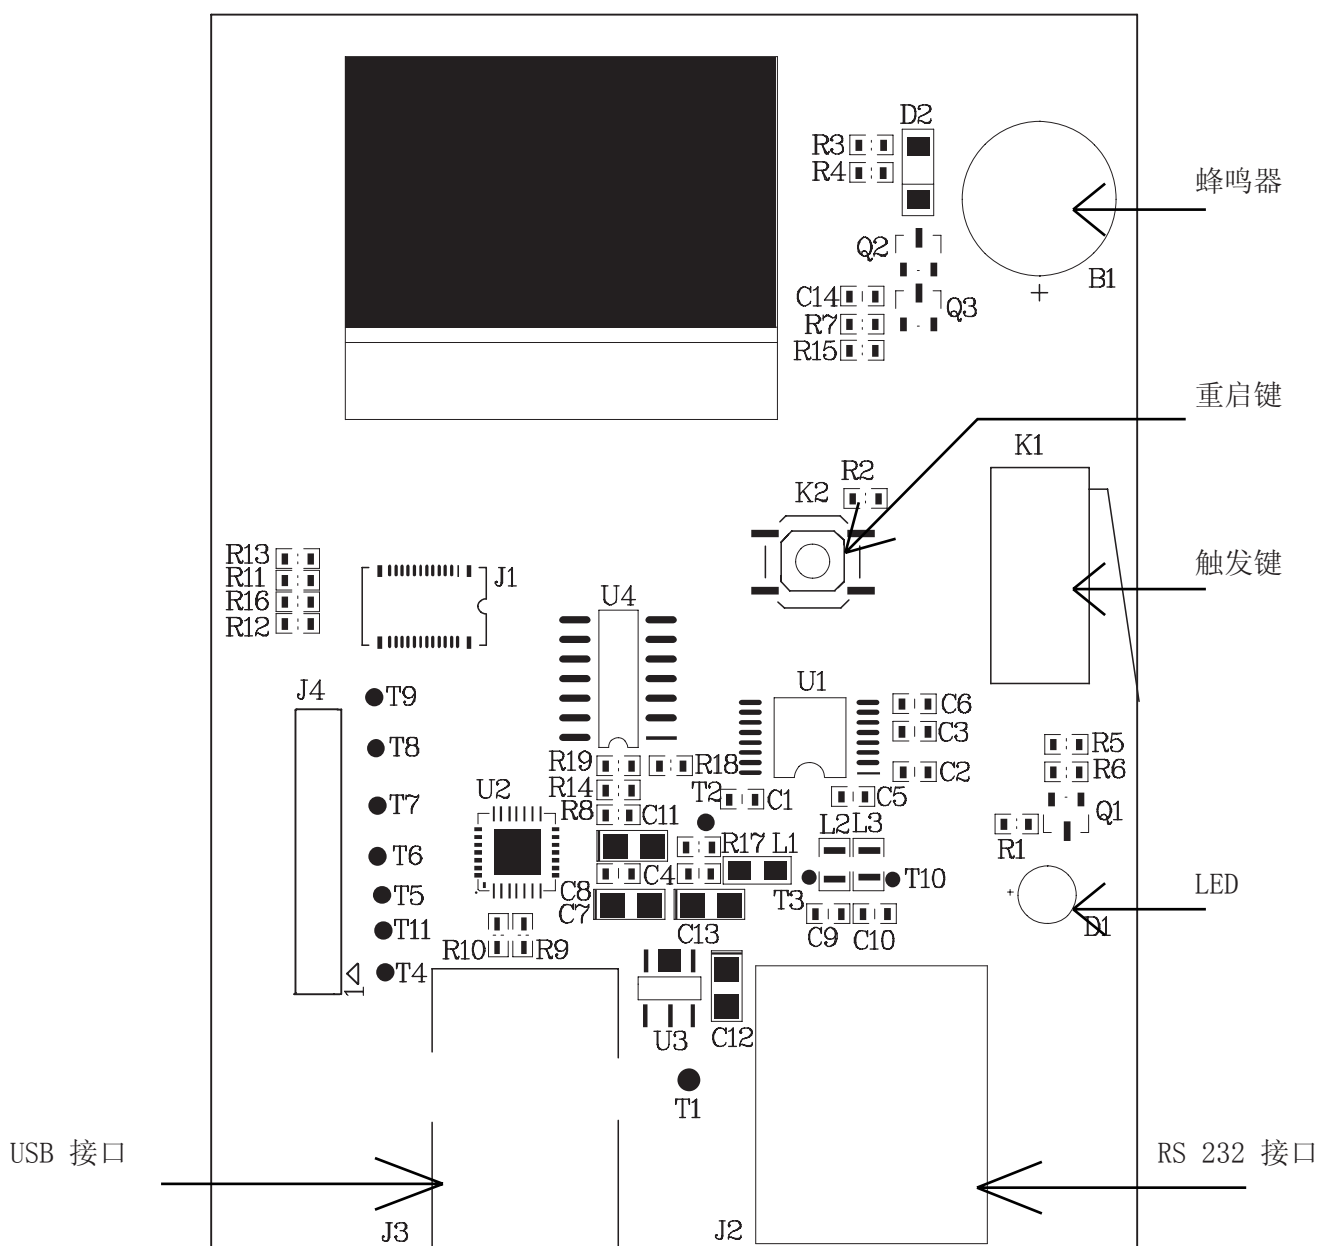 D2
R3
R4
蜂鸣器
Q2
B1
+
C14
Q3
R7
R15
重启键
K1
R2
K2
R13
R11
R16
R12
J1
触发键
U4
J4
T9
U1
C6
C3
T8
R19
R18
C2
R5
R6
U2
R14
T2
C1
C5
T7
R8
C11
Q1
L2
L3
R17
L1
R1
T6
C8
C4
T10
LED
T5
C7
T3
+
D1
T11
C13
C9
C10
R10
R9
T4
1
U3
C12
T1
USB 接口
RS 232 接口
J3
J2